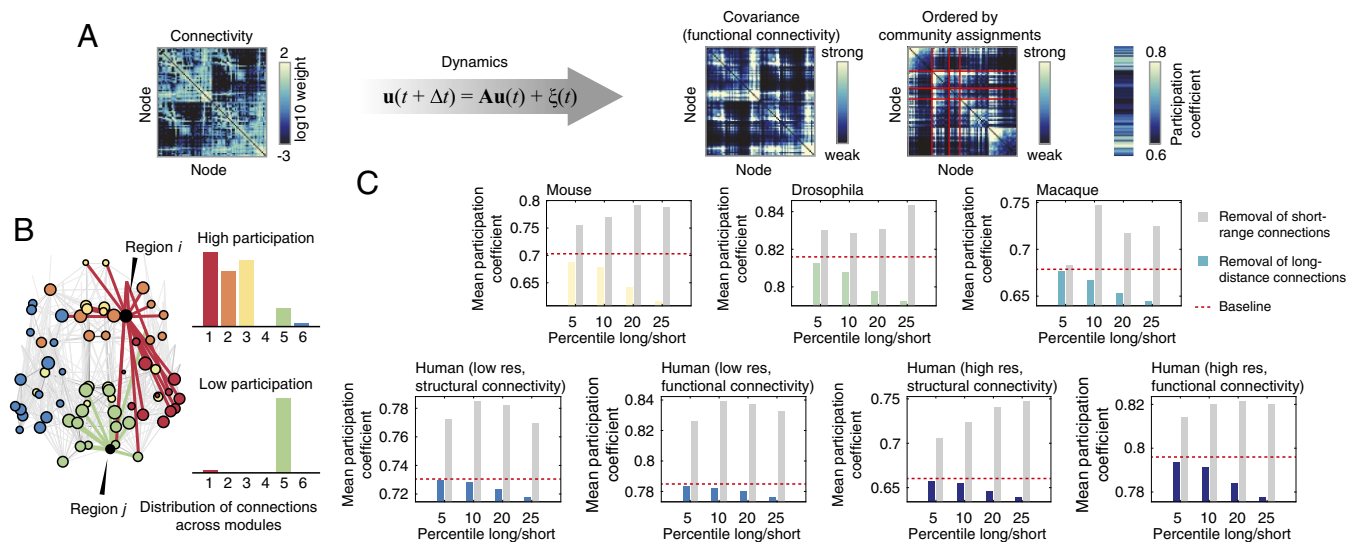 A
Connectivity
Node
Node
2
-3
log10 weight
Dynamics
u(t + Δt) = Au(t) + ξ(t)
Covariance
(functional connectivity)
Node
strong
weak
Ordered by
community assignments
Node
Node
strong
weak
0.8
0.6
Participation
coefficient
B
Region i
High participation
1 2 3 4 5 6
Low participation
1 2 3 4 5 6
Region j
Distribution of connections
across modules
C
Mouse
Mean participation
coefficient
0.8
0.75
0.7
0.65
5 10 20 25
Percentile long/short
Drosophila
Mean participation
coefficient
0.84
0.82
0.8
5 10 20 25
Percentile long/short
Macaque
Mean participation
coefficient
0.75
0.7
0.65
5 10 20 25
Percentile long/short
Removal of short-
range connections
Removal of long-
distance connections
Baseline
Human (low res,
structural connectivity)
Mean participation
coefficient
0.78
0.76
0.74
0.72
5 10 20 25
Percentile long/short
Human (low res,
functional connectivity)
Mean participation
coefficient
0.84
0.82
0.8
0.78
5 10 20 25
Percentile long/short
Human (high res,
structural connectivity)
Mean participation
coefficient
0.75
0.7
0.65
5 10 20 25
Percentile long/short
Human (high res,
functional connectivity)
Mean participation
coefficient
0.82
0.8
0.78
5 10 20 25
Percentile long/short